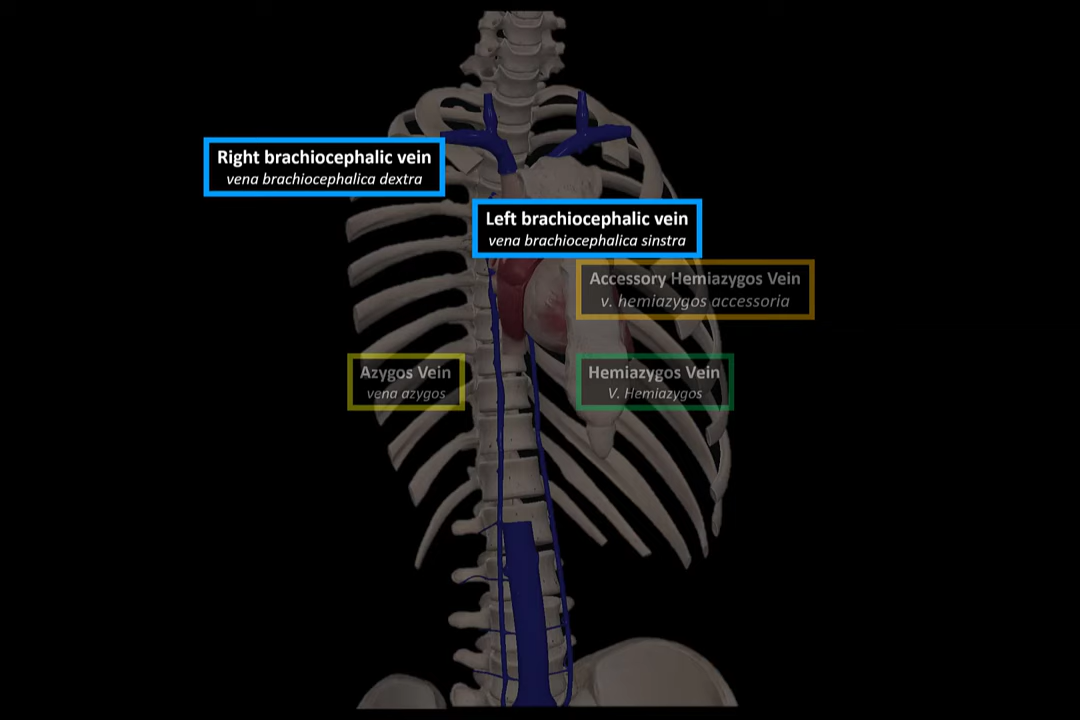 Right brachiocephalic vein
vena brachiocephalica dextra
Left brachiocephalic vein
vena brachiocephalica sinstra
Accessory Hemiazygos Vein
v. hemiazygos accessoria
Azygos Vein
vena azygos
Hemiazygos Vein
V. Hemiazygos